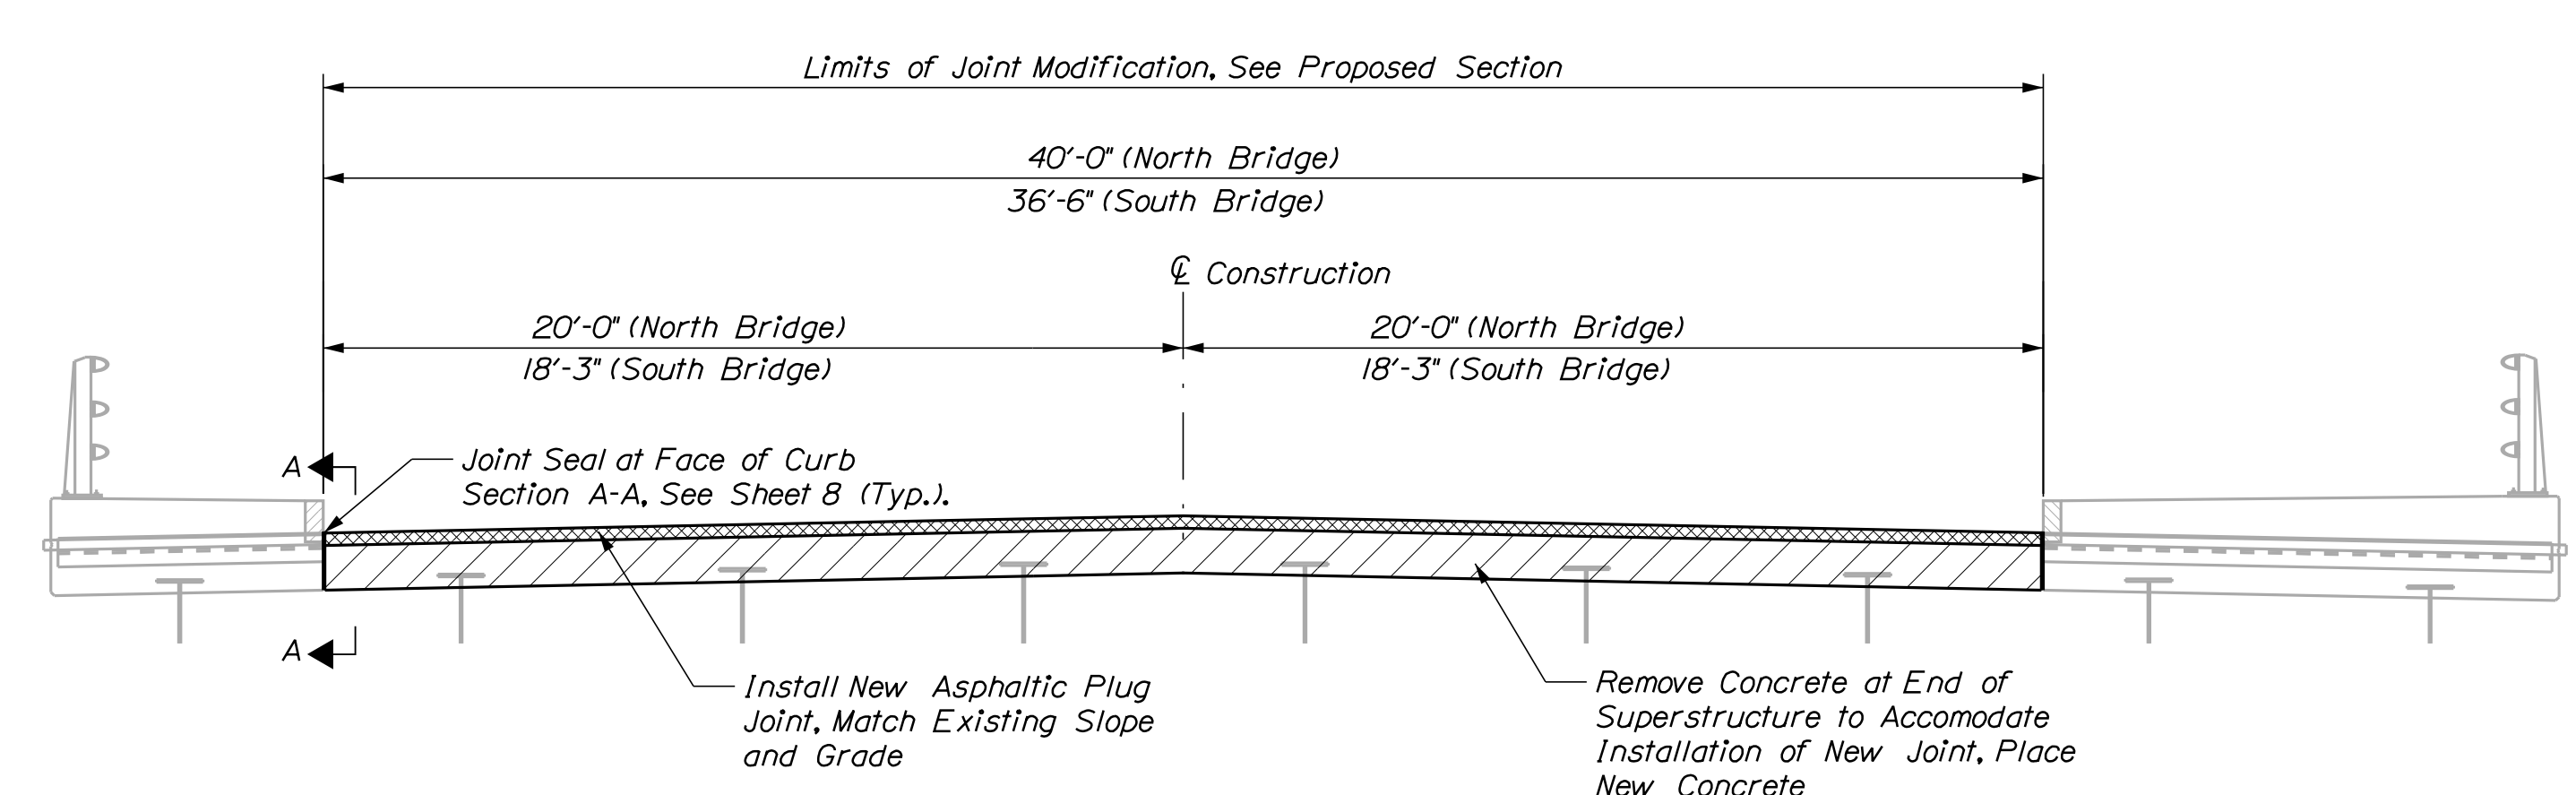 Limits of Joint Modification, See Proposed Section
40'-0" (North Bridge)
36'-6" (South Bridge)
℄ Construction
20'-0" (North Bridge)
18'-3" (South Bridge)
20'-0" (North Bridge)
18'-3" (South Bridge)
A
Joint Seal at Face of Curb
Section A-A, See Sheet 8 (Typ.).
A
Install New Asphaltic Plug
Joint, Match Existing Slope
and Grade
Remove Concrete at End of
Superstructure to Accomodate
Installation of New Joint, Place
New Concrete